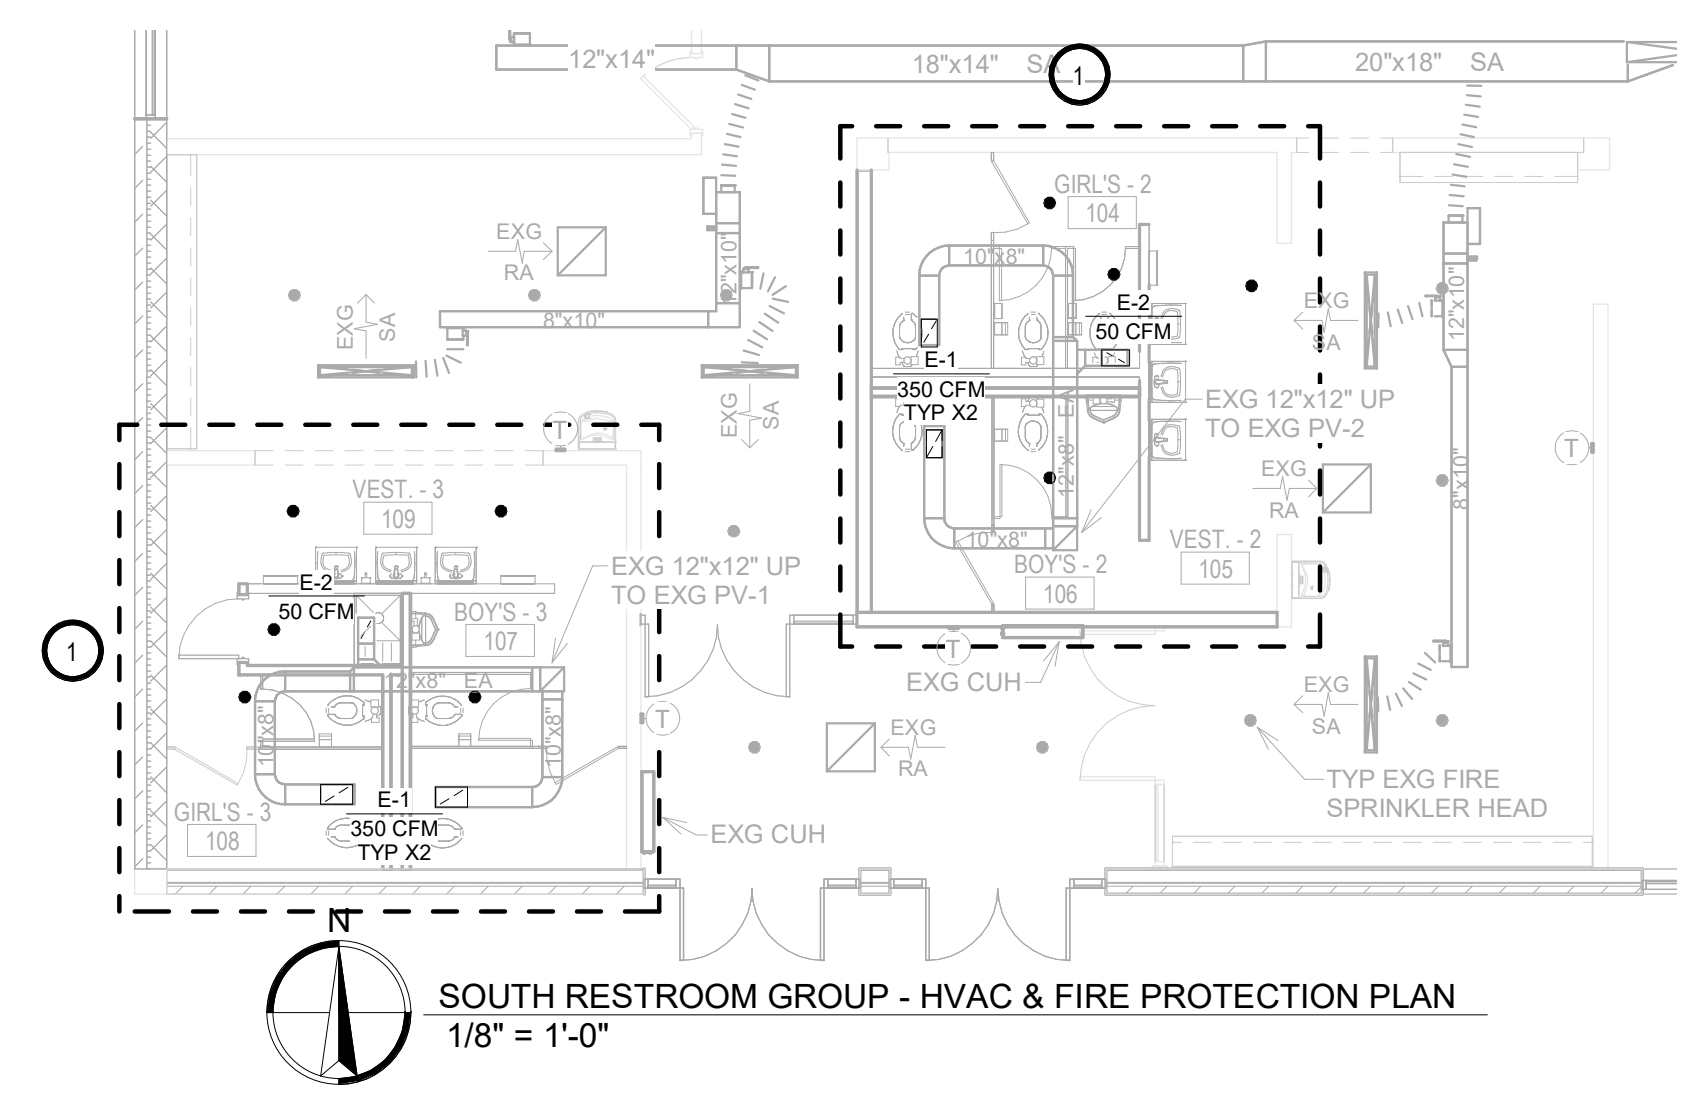 12"x14"
18"x14" SA
20"x18" SA
1
GIRL'S - 2
104
EXG
RA
12"x10"
10"x8"
E-2
50 CFM
EXG
SA
12"x10"
EXG
SA
8"x10"
E-1
350 CFM
TYP X2
EXG 12"x12" UP
TO EXG PV-2
EXG
SA
12"x8" EA
T
T
EXG
RA
8"x10"
VEST. - 3
109
10"x8"
VEST. - 2
105
BOY'S - 2
106
EXG 12"x12" UP
TO EXG PV-1
E-2
50 CFM
BOY'S - 3
107
1
T
EXG CUH
12"x8" EA
EXG
SA
T
10"x8"
10"x8"
EXG
RA
TYP EXG FIRE
SPRINKLER HEAD
GIRL'S - 3
108
E-1
350 CFM
TYP X2
EXG CUH
N
SOUTH RESTROOM GROUP - HVAC & FIRE PROTECTION PLAN
1/8" = 1'-0"